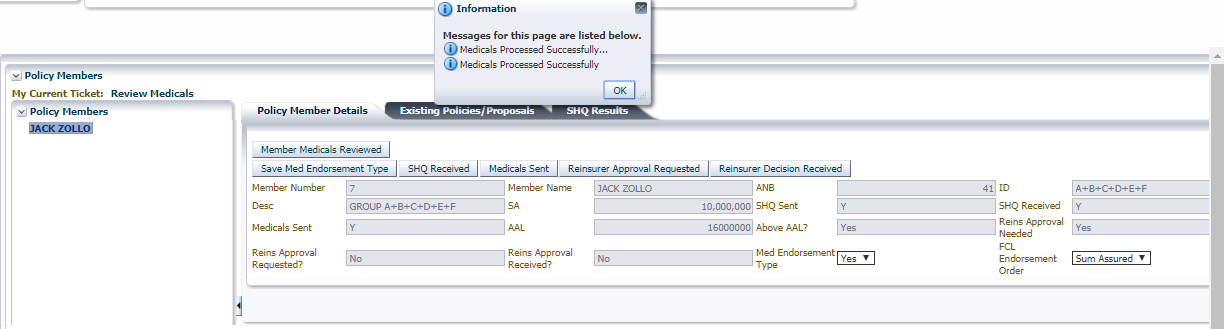 Information
Messages for this page are listed below.
Medicals Processed Successfully...
Medicals Processed Successfully
OK
Policy Members
My Current Ticket: Review Medicals
Policy Members
JACK ZOLLO
Policy Member Details Existing Policies/Proposals SHQ Results
Member Medicals Reviewed
Save Med Endorsement Type SHQ Received Medicals Sent Reinsurer Approval Requested Reinsurer Decision Received
Member Number 7 Member Name JACK ZOLLO ANB 41 ID A+B+C+D+E+F
Desc GROUP A+B+C+D+E+F SA 10,000,000 SHQ Sent Y SHQ Received Y
Medicals Sent Y AAL 16000000 Above AAL? Yes Reins Approval Needed Yes
Reins Approval Requested? No Reins Approval Received? No Med Endorsement Type Yes FCL Endorsement Order Sum Assured